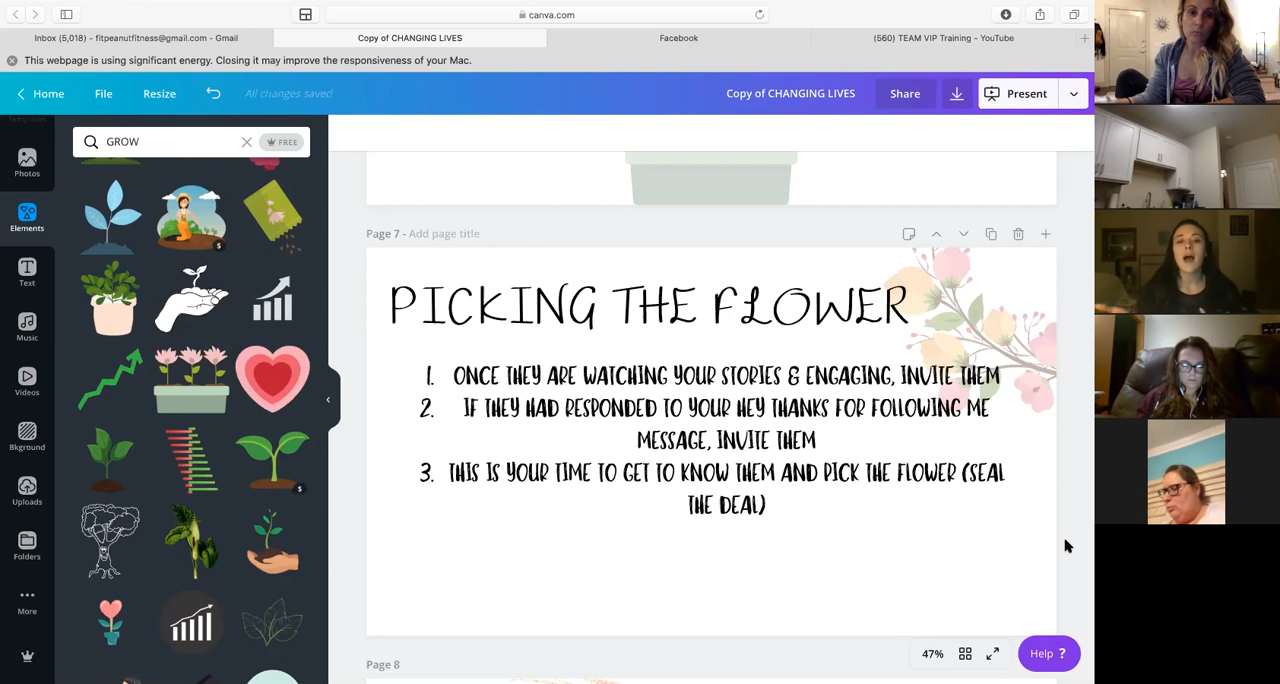 canva.com
Inbox (5,018) - fitpeanutfitness@gmail.com - Gmail
Copy of CHANGING LIVES
Facebook
(560) TEAM VIP Training - YouTube
This webpage is using significant energy. Closing it may improve the responsiveness of your Mac.
Home
File
Resize
All changes saved
Copy of CHANGING LIVES
Share
Present
Templates
GROW
FREE
Photos
Elements
Text
Music
Videos
Bkground
Uploads
Folders
More
$
$
Page 7 - Add page title
PICKING THE FLOWER
1. ONCE THEY ARE WATCHING YOUR STORIES & ENGAGING, INVITE THEM
2. IF THEY HAD RESPONDED TO YOUR HEY THANKS FOR FOLLOWING ME
MESSAGE, INVITE THEM
3. THIS IS YOUR TIME TO GET TO KNOW THEM AND PICK THE FLOWER (SEAL
THE DEAL)
47%
Help ?
Page 8